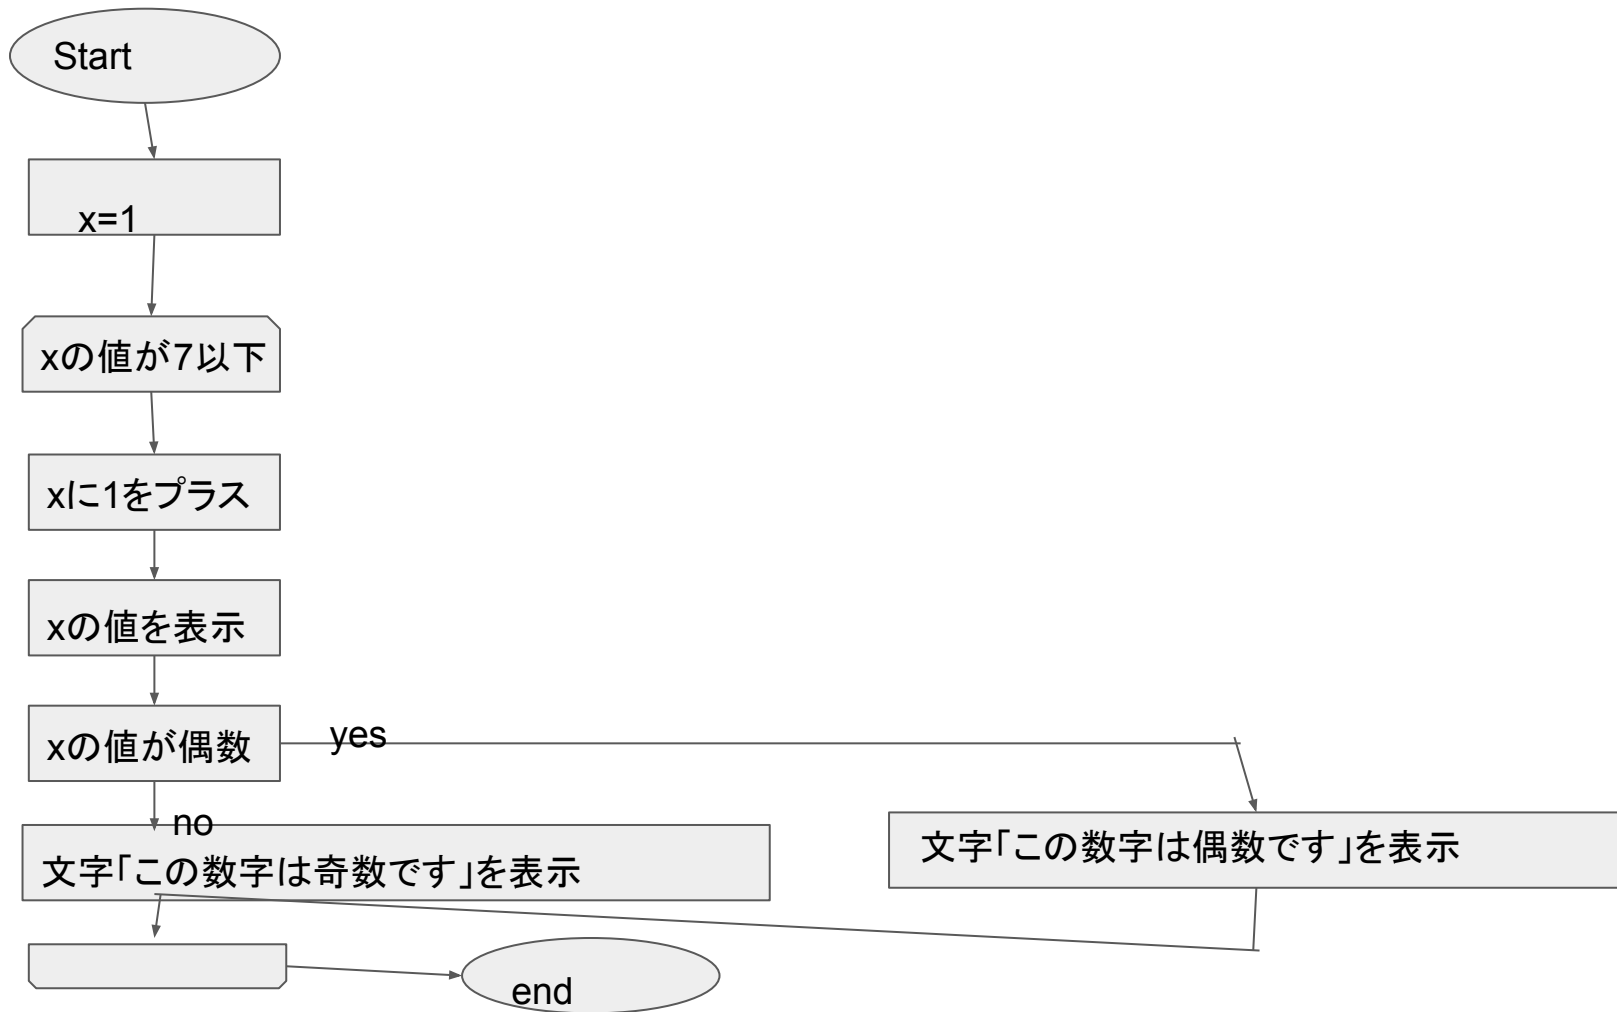 Start
x=1
xの値が7以下
xに1をプラス
xの値を表示
xの値が偶数
yes
no
文字「この数字は奇数です」を表示
文字「この数字は偶数です」を表示
end